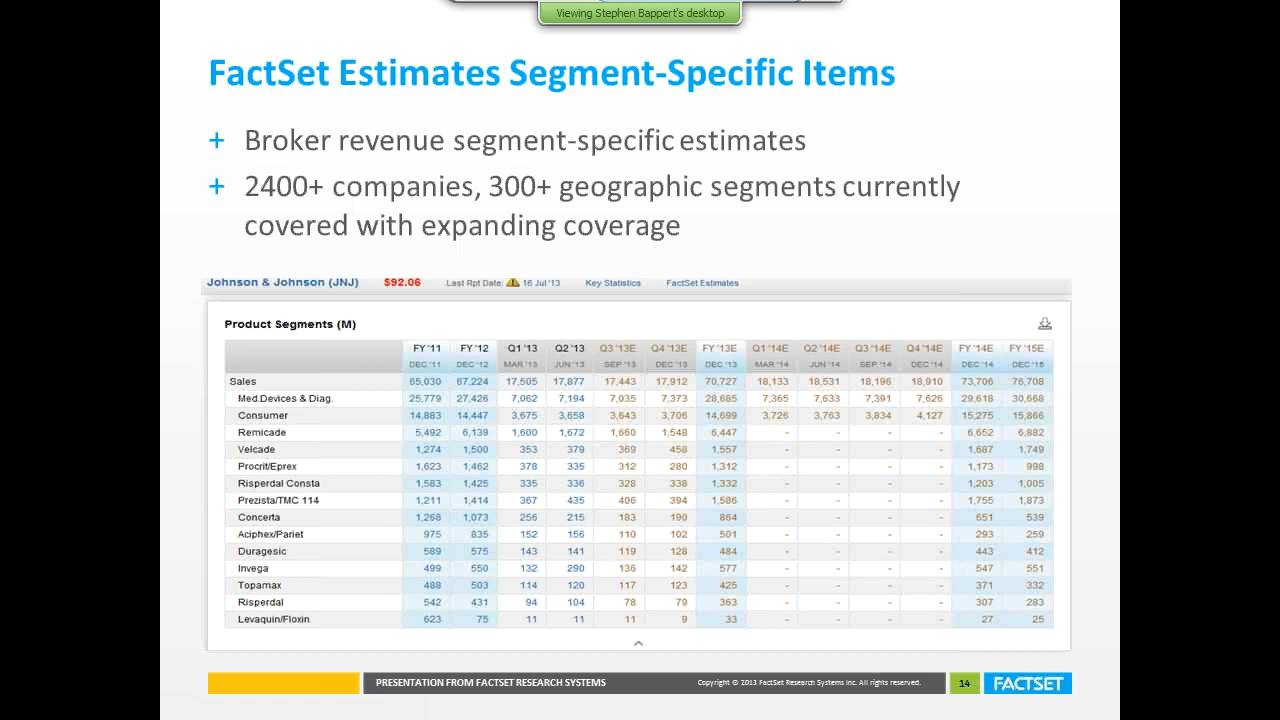 Viewing Stephen Bappert's desktop
FactSet Estimates Segment-Specific Items
+ Broker revenue segment-specific estimates
+ 2400+ companies, 300+ geographic segments currently
covered with expanding coverage
Johnson & Johnson (JNJ) $92.06 Last Rpt Date: 16 Jul '13 Key Statistics FactSet Estimates
Product Segments (M)
FY '11 FY '12 Q1 '13 Q2 '13 Q3 '13E Q4 '13E FY '13E Q1 '14E Q2 '14E Q3 '14E Q4 '14E FY '14E FY '15E
DEC '11 DEC '12 MAR '13 JUN '13 SEP '13 DEC '13 DEC '13 MAR '14 JUN '14 SEP '14 DEC '14 DEC '14 DEC '15
Sales 65,030 67,224 17,505 17,877 17,443 17,912 70,727 18,133 18,531 18,196 18,910 73,706 76,708
Med.Devices & Diag. 25,779 27,426 7,062 7,194 7,035 7,373 28,685 7,365 7,633 7,391 7,626 29,618 30,668
Consumer 14,883 14,447 3,675 3,658 3,643 3,706 14,699 3,726 3,763 3,834 4,127 15,275 15,866
Remicade 5,492 6,139 1,600 1,672 1,660 1,548 6,447 - - - - 6,652 6,882
Velcade 1,274 1,500 353 379 369 458 1,557 - - - - 1,687 1,749
Procrit/Eprex 1,623 1,462 378 335 312 280 1,312 - - - - 1,173 998
Risperdal Consta 1,583 1,425 335 336 328 338 1,332 - - - - 1,203 1,005
Prezista/TMC 114 1,211 1,414 367 435 406 394 1,586 - - - - 1,755 1,873
Concerta 1,268 1,073 256 215 183 190 864 - - - - 651 539
Aciphex/Pariet 975 835 152 156 110 102 501 - - - - 293 259
Duragesic 589 575 143 141 119 128 484 - - - - 443 412
Invega 499 550 132 290 136 142 577 - - - - 547 551
Topamax 488 503 114 120 117 123 425 - - - - 371 332
Risperdal 542 431 94 104 78 79 363 - - - - 307 283
Levaquin/Floxin 623 75 11 11 11 9 33 - - - - 27 25
PRESENTATION FROM FACTSET RESEARCH SYSTEMS Copyright © 2013 FactSet Research Systems Inc. All rights reserved. 14 FACTSET